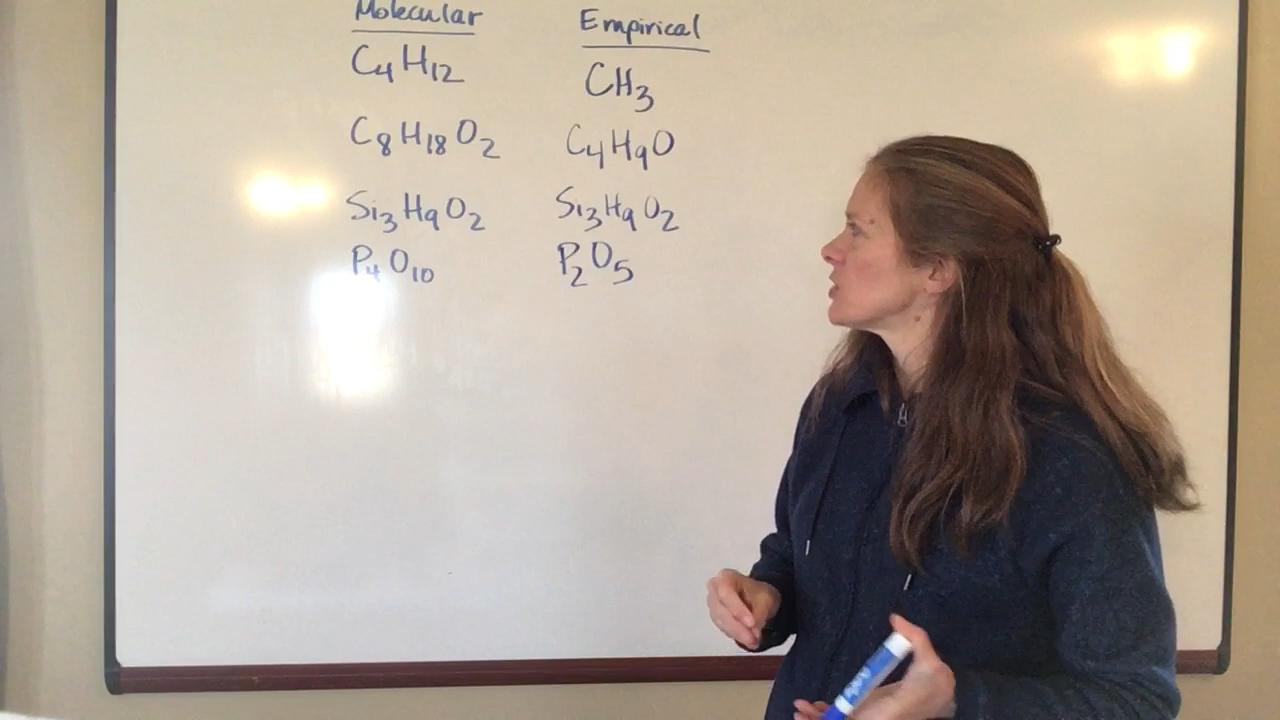 Molecular Empirical
C4H12 CH3
C8H18O2 C4H9O
Si3H9O2 Si3H9O2
P4O10 P2O5